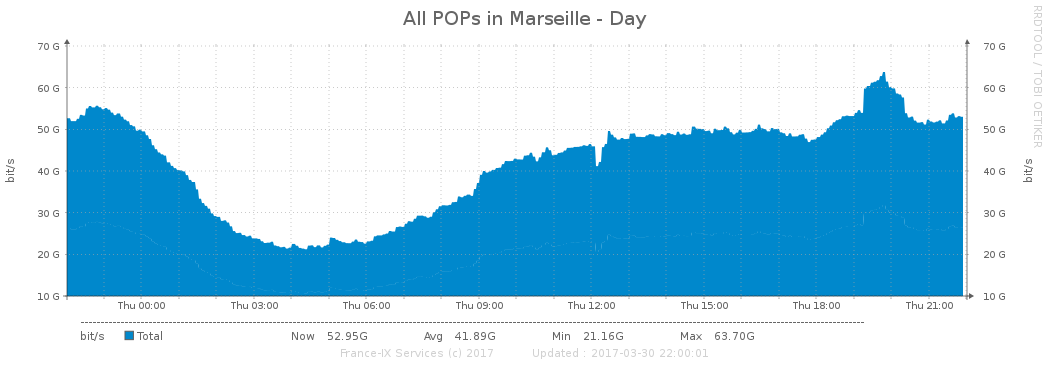 All POPs in Marseille - Day
RRDTOOL / TOBI OETIKER
70 G 70 G
60 G 60 G
50 G 50 G
40 G 40 G
30 G 30 G
20 G 20 G
10 G 10 G
bit/s bit/s
Thu 00:00 Thu 03:00 Thu 06:00 Thu 09:00 Thu 12:00 Thu 15:00 Thu 18:00 Thu 21:00
bit/s Total Now 52.95G Avg 41.89G Min 21.16G Max 63.70G
France-IX Services (c) 2017 Updated : 2017-03-30 22:00:01